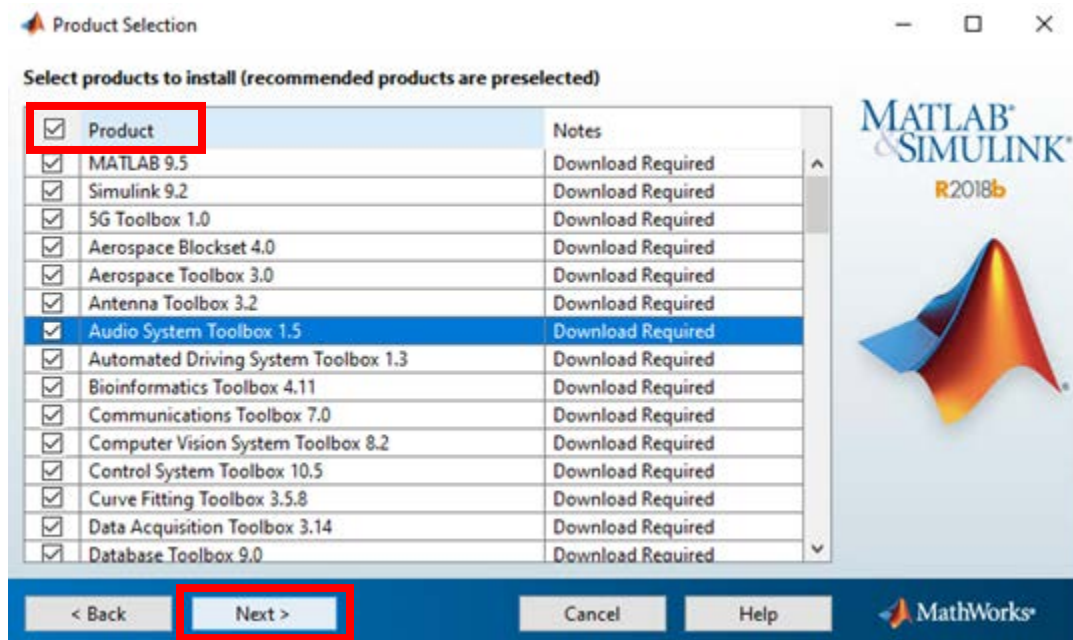 Product Selection
Select products to install (recommended products are preselected)
Product Notes
MATLAB 9.5 Download Required
Simulink 9.2 Download Required
5G Toolbox 1.0 Download Required
Aerospace Blockset 4.0 Download Required
Aerospace Toolbox 3.0 Download Required
Antenna Toolbox 3.2 Download Required
Audio System Toolbox 1.5 Download Required
Automated Driving System Toolbox 1.3 Download Required
Bioinformatics Toolbox 4.11 Download Required
Communications Toolbox 7.0 Download Required
Computer Vision System Toolbox 8.2 Download Required
Control System Toolbox 10.5 Download Required
Curve Fitting Toolbox 3.5.8 Download Required
Data Acquisition Toolbox 3.14 Download Required
Database Toolbox 9.0 Download Required
MATLAB®
&SIMULINK®
R2018b
®
< Back Next > Cancel Help MathWorks®